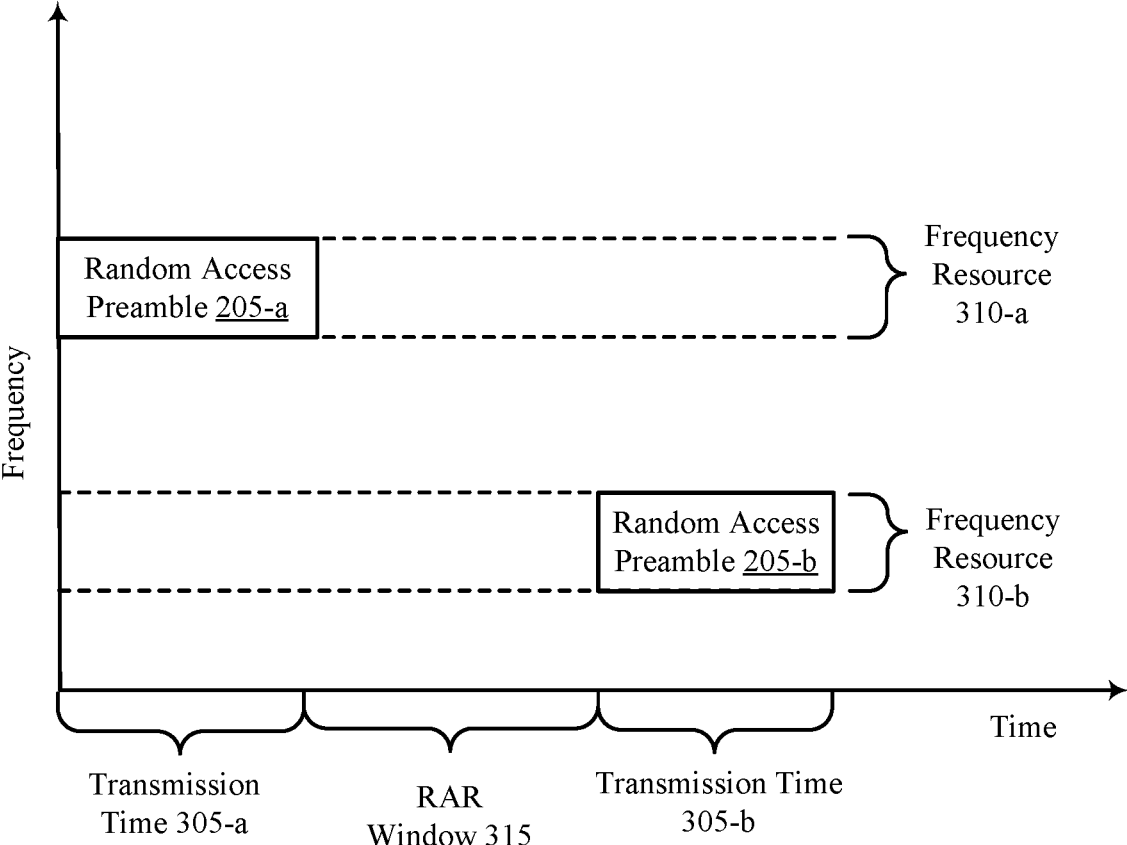 Frequency
Random Access
Preamble 205-a
Frequency
Resource
310-a
Random Access
Preamble 205-b
Frequency
Resource
310-b
Time
Transmission
Time 305-a
RAR
Window 315
Transmission Time
305-b